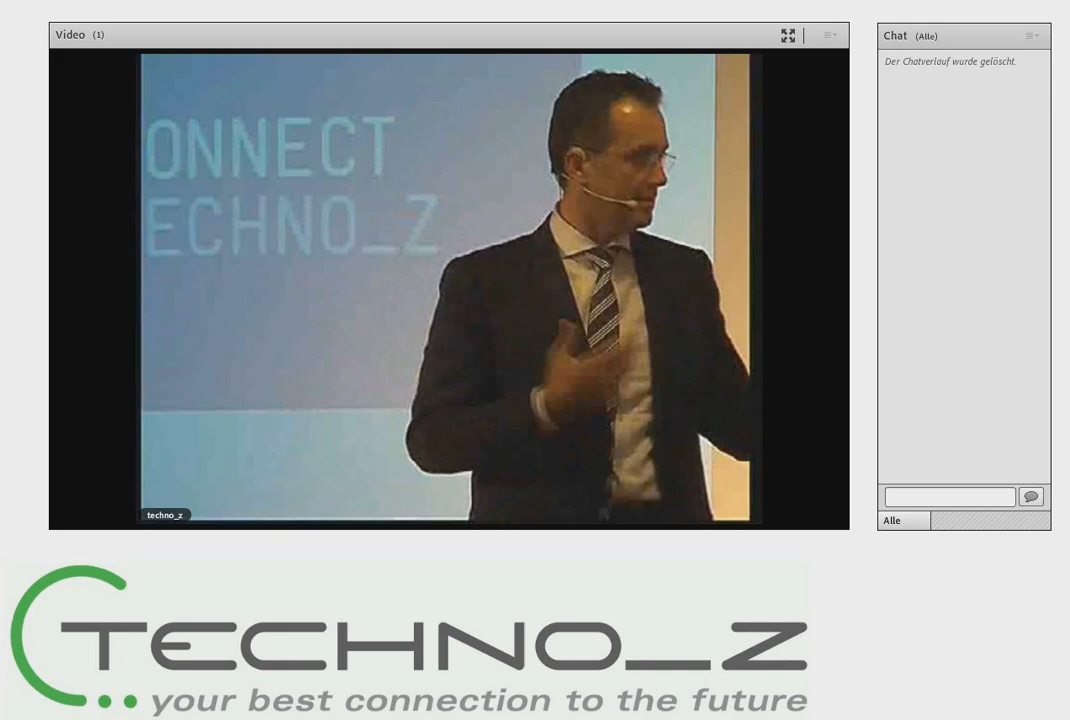 Video (1)
Chat (Alle)
Der Chatverlauf wurde gelöscht.
ONNECT
ECHNO_Z
techno_z
Alle
TECHNO_Z
your best connection to the future